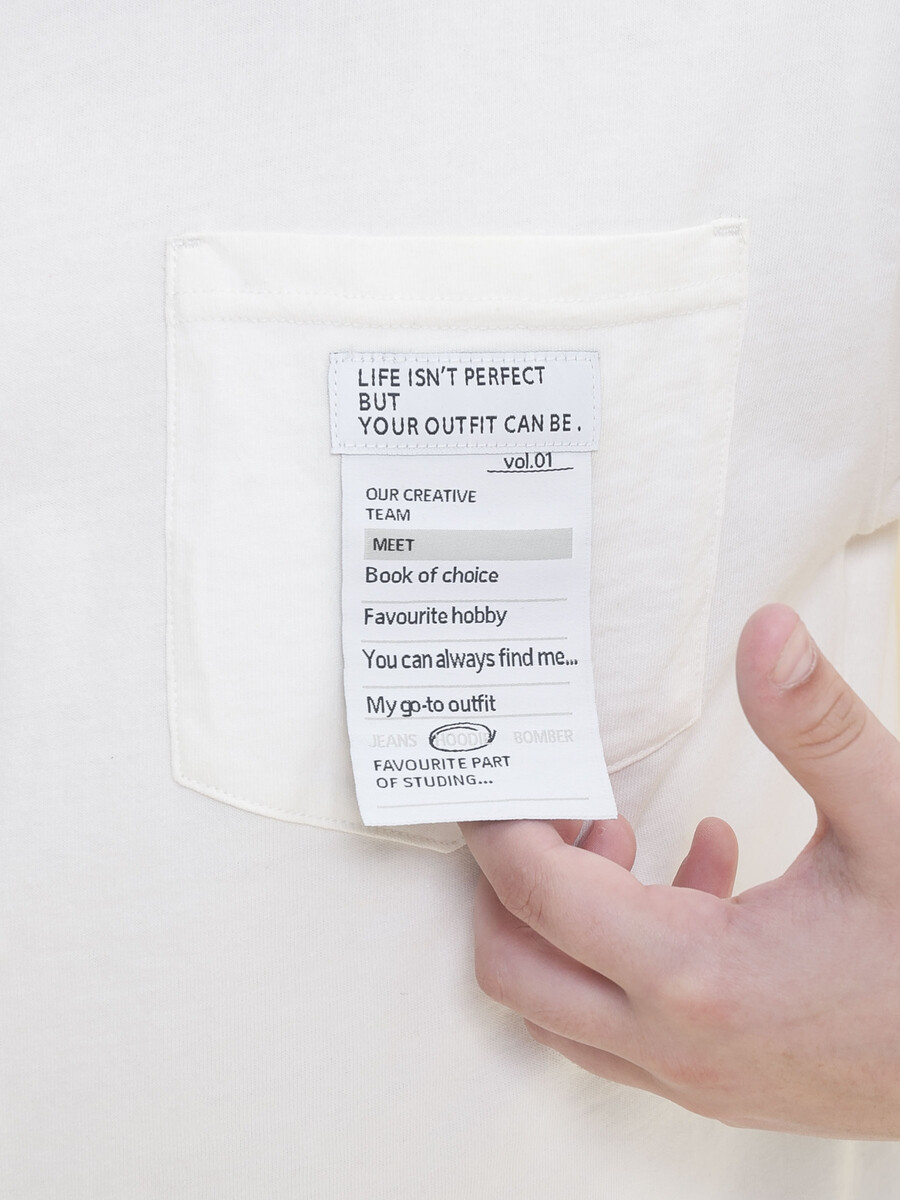 LIFE ISN'T PERFECT
BUT
YOUR OUTFIT CAN BE.
vol.01
OUR CREATIVE
TEAM
MEET
Book of choice
Favourite hobby
You can always find me...
My go-to outfit
JEANS HOODIE BOMBER
FAVOURITE PART
OF STUDING...